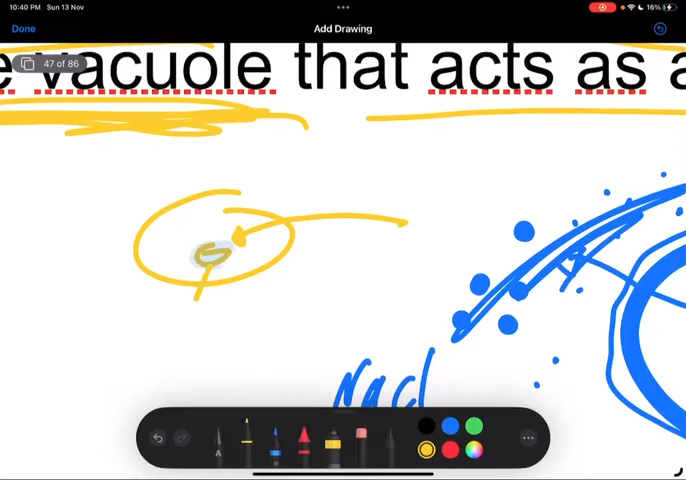 10:40 PM Sun 13 Nov
16%
Done
Add Drawing
47 of 86
vacuole that acts as a
Nacl
A